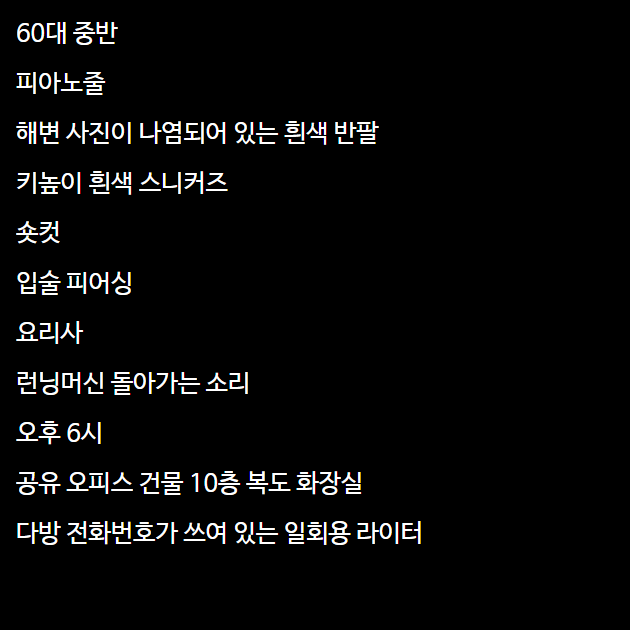 60대 중반
피아노줄
해변 사진이 나염되어 있는 흰색 반팔
키높이 흰색 스니커즈
숏컷
입술 피어싱
요리사
런닝머신 돌아가는 소리
오후 6시
공유 오피스 건물 10층 복도 화장실
다방 전화번호가 쓰여 있는 일회용 라이터